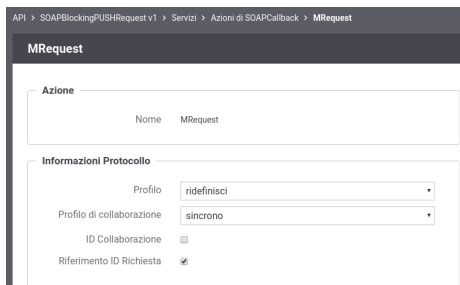 API > SOAPBlockingPUSHRequest v1 > Servizi > Azioni di SOAPCallback > MRequest
MRequest
Azione
Nome MRequest
Informazioni Protocollo
Profilo ridefinisci
Profilo di collaborazione sincrono
ID Collaborazione
Riferimento ID Richiesta